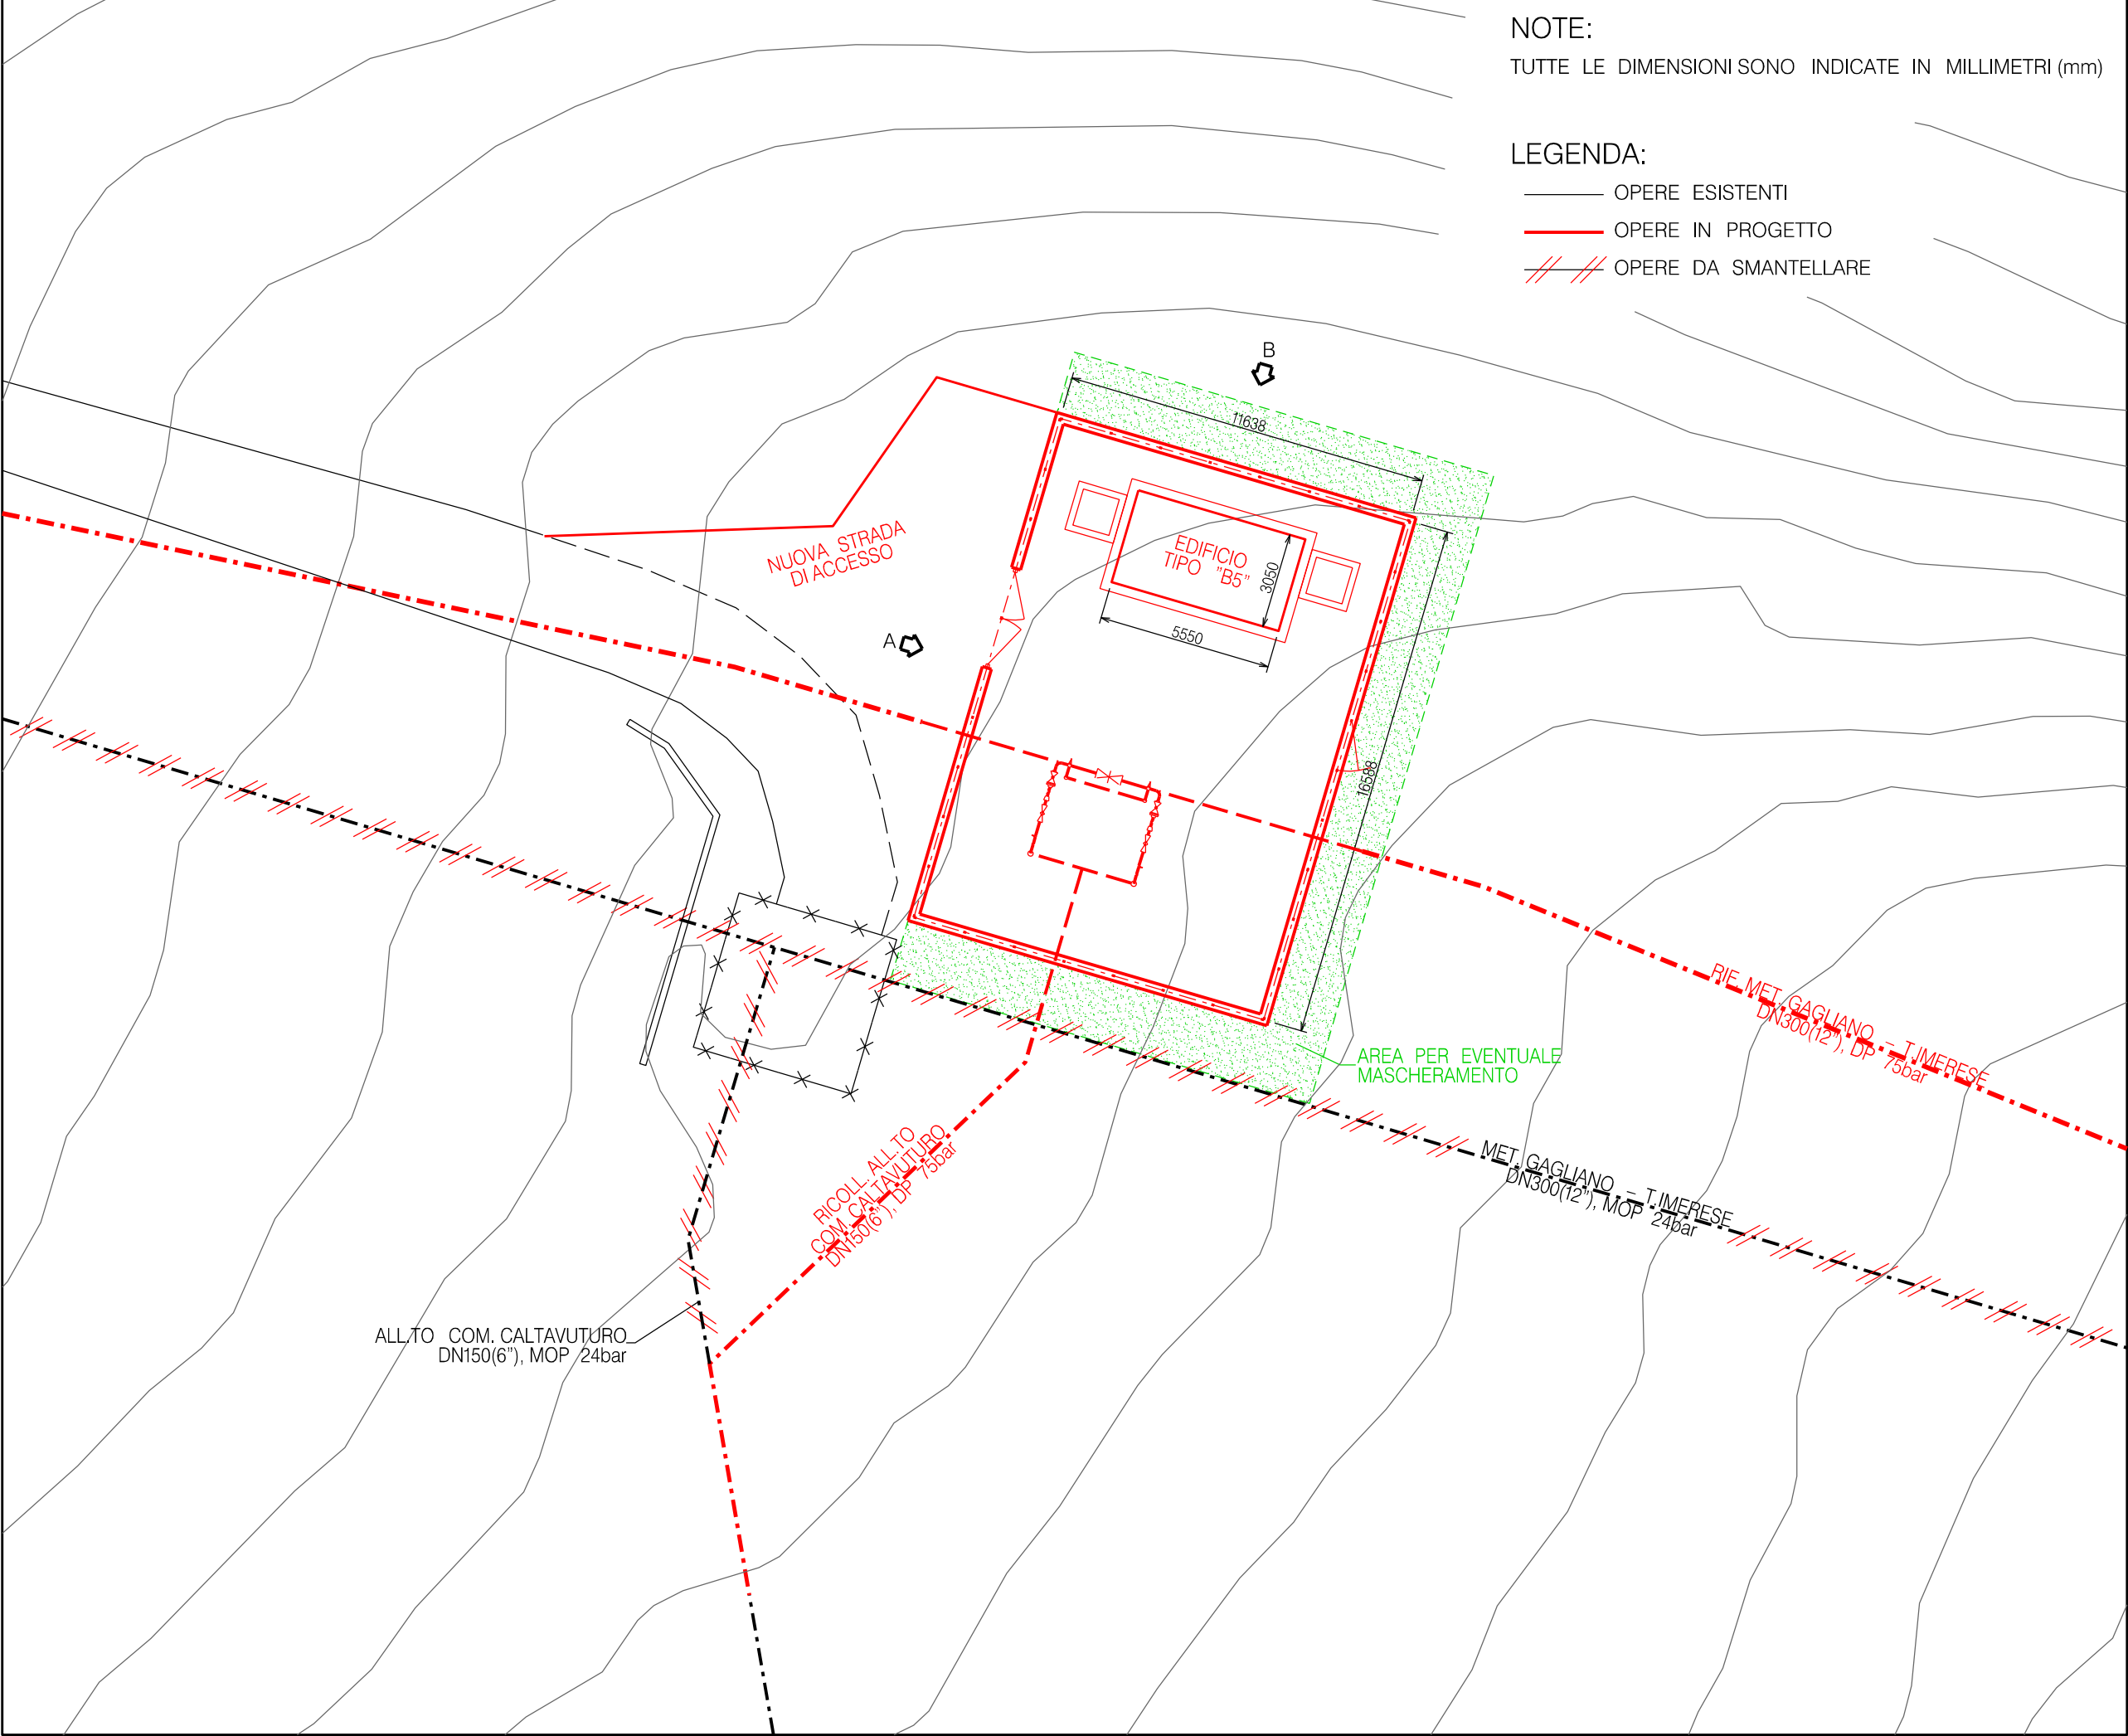 NOTE:
TUTTE LE DIMENSIONI SONO INDICATE IN MILLIMETRI (mm)
LEGENDA:
OPERE ESISTENTI
OPERE IN PROGETTO
OPERE DA SMANTELLARE
B
11638
NUOVA STRADA
DI ACCESSO
EDIFICIO
TIPO "B5"
3050
5550
A
16588
RIF. MET. GAGLIANO - T.IMERESE
DN300(12"), DP 75bar
AREA PER EVENTUALE
MASCHERAMENTO
MET. GAGLIANO - T.IMERESE
DN300(12"), MOP 24bar
RICOLL. ALL.TO
COM. CALTAVUTURO
DN150(6"), DP 75bar
ALL.TO COM. CALTAVUTURO
DN150(6"), MOP 24bar